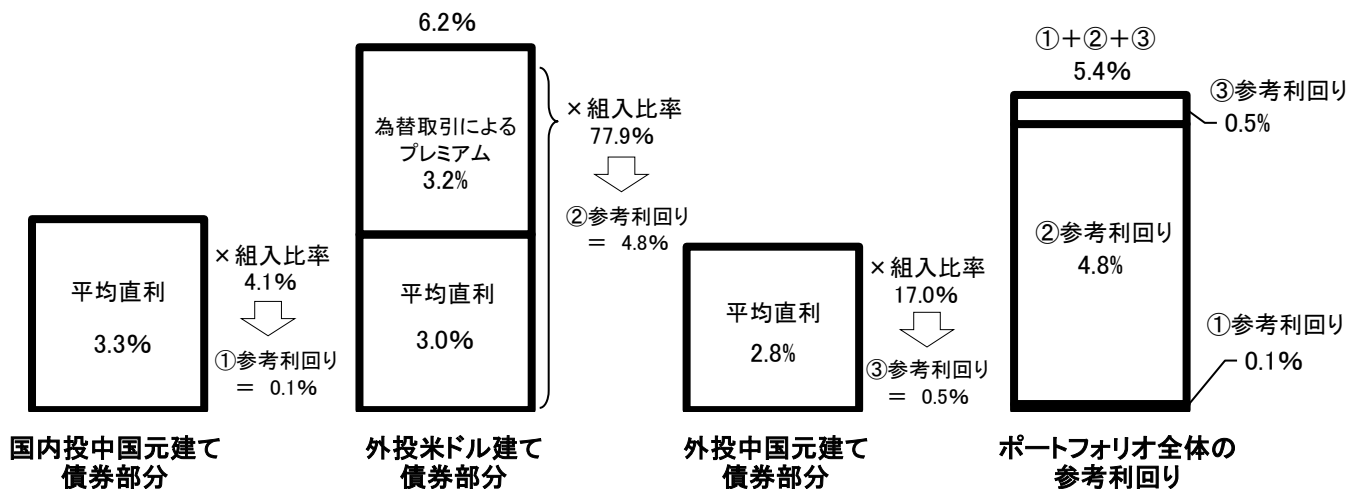 平均直利
3.3%
×組入比率
4.1%
①参考利回り
＝ 0.1%
国内投中国元建て
債券部分
6.2%
為替取引による
プレミアム
3.2%
平均直利
3.0%
×組入比率
77.9%
②参考利回り
＝ 4.8%
外投米ドル建て
債券部分
平均直利
2.8%
×組入比率
17.0%
③参考利回り
＝ 0.5%
外投中国元建て
債券部分
①＋②＋③
5.4%
③参考利回り
0.5%
②参考利回り
4.8%
①参考利回り
0.1%
ポートフォリオ全体の
参考利回り